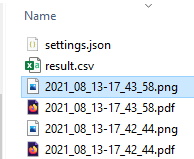 Name
settings.json
result.csv
2021_08_13-17_43_58.png
2021_08_13-17_43_58.pdf
2021_08_13-17_42_44.png
2021_08_13-17_42_44.pdf